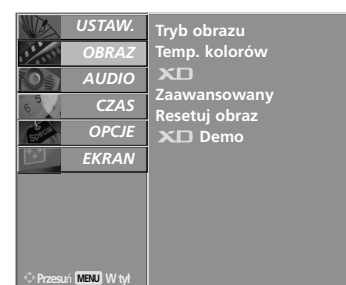 USTAW.
OBRAZ
AUDIO
CZAS
OPCJE
EKRAN
Tryb obrazu
Temp. kolorów
XD
Zaawansowany
Resetuj obraz
XD Demo
Special
Przesuń MENU W tył